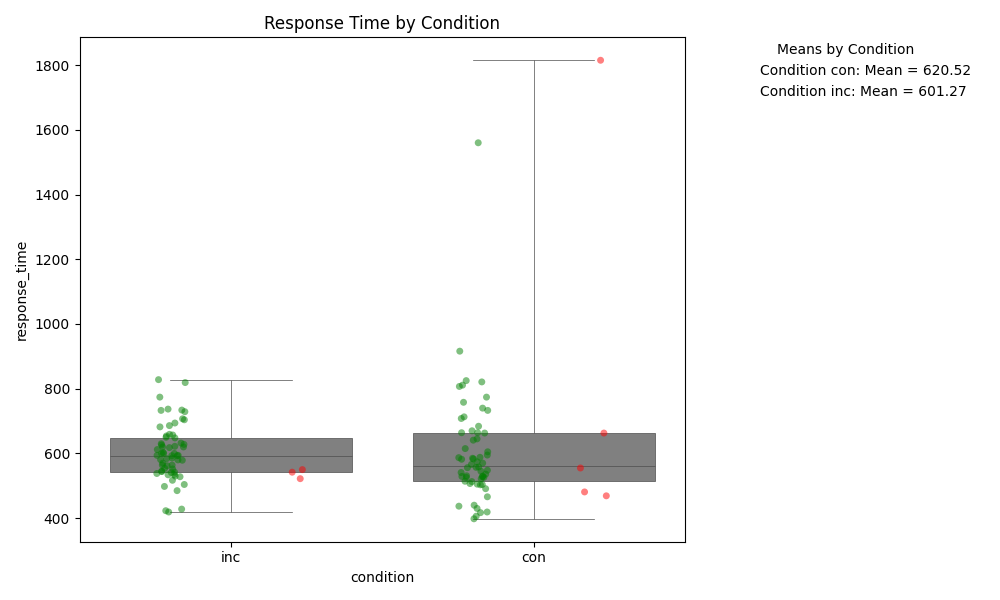 Response Time by Condition
1800
1600
1400
1200
1000
800
600
400
response_time
inc
con
condition
Means by Condition
Condition con: Mean = 620.52
Condition inc: Mean = 601.27